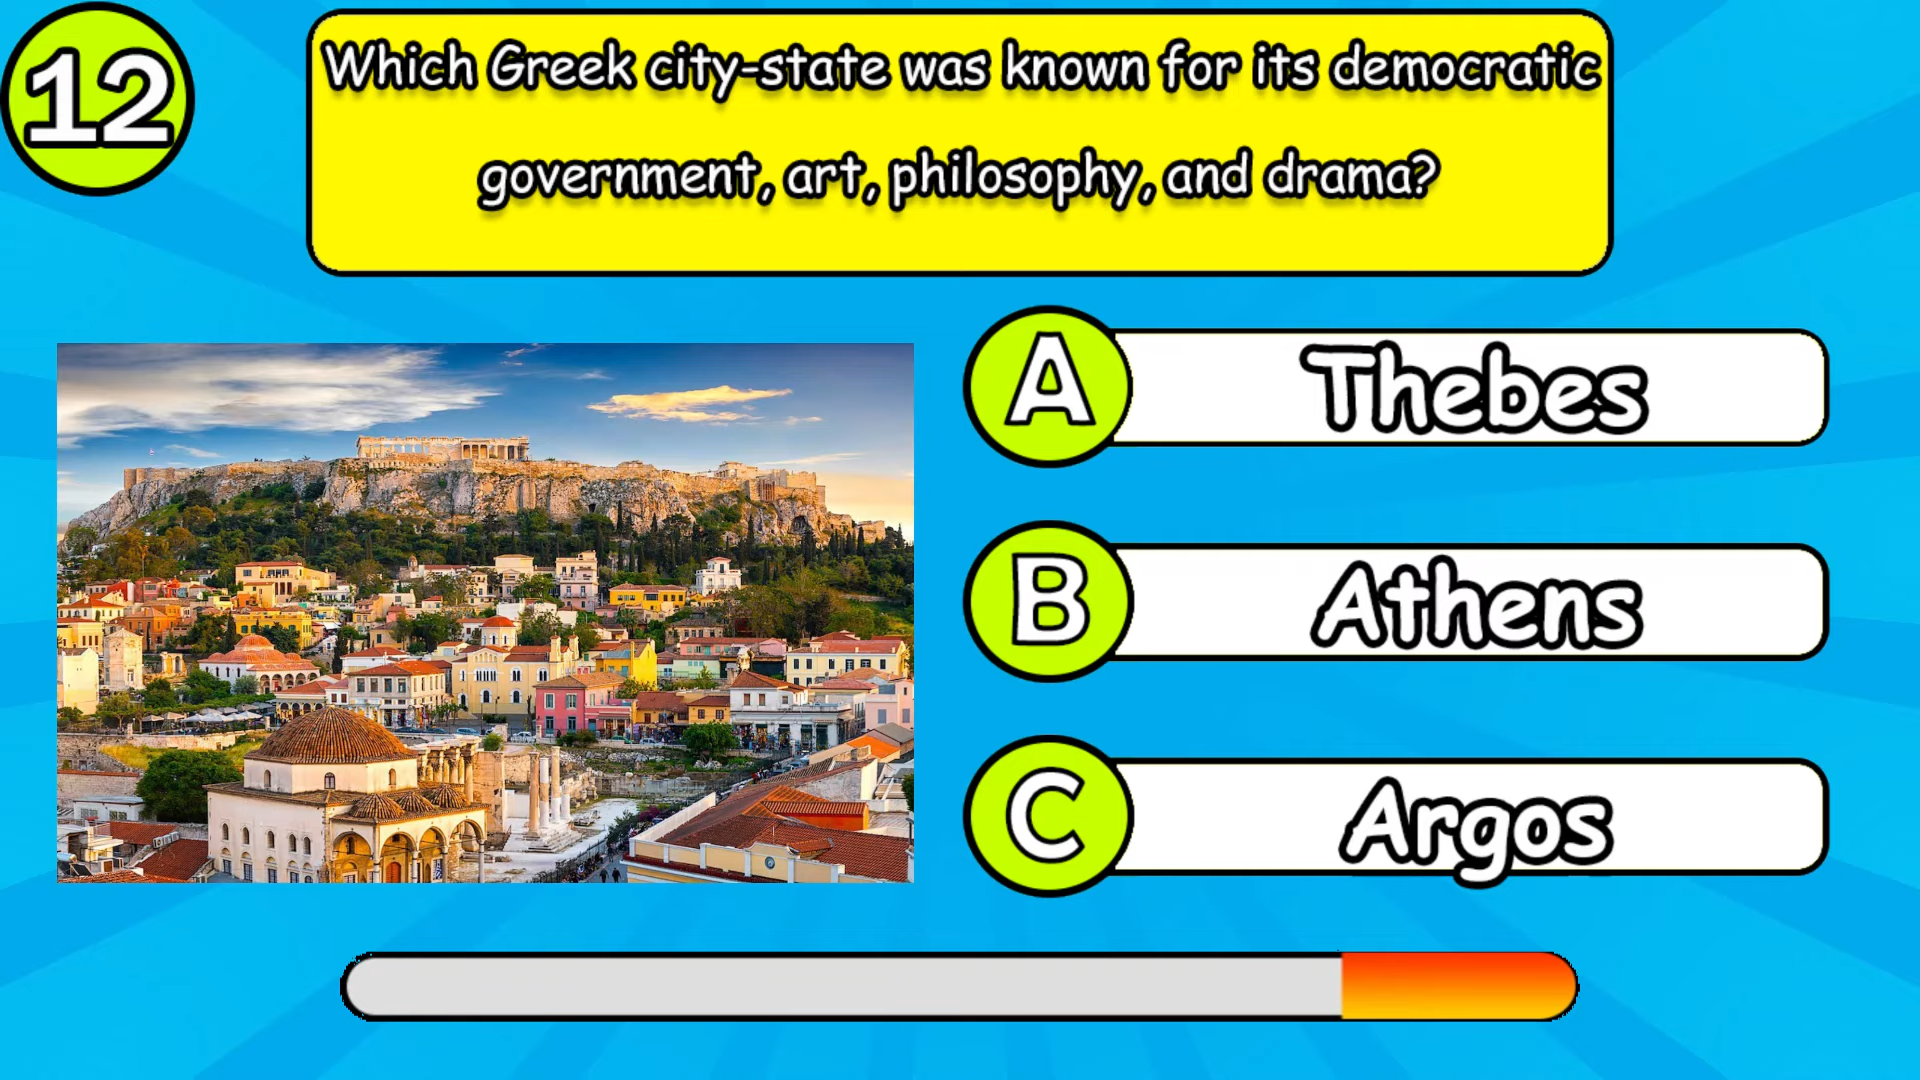 12
Which Greek city-state was known for its democratic
government, art, philosophy, and drama?
A Thebes
B Athens
C Argos